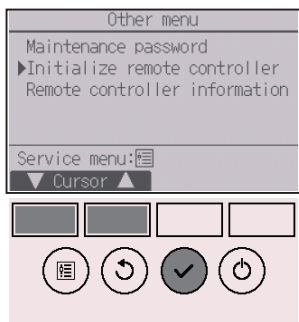 Other menu
Maintenance password
▶Initialize remote controller
Remote controller information
Service menu:
▼ Cursor ▲